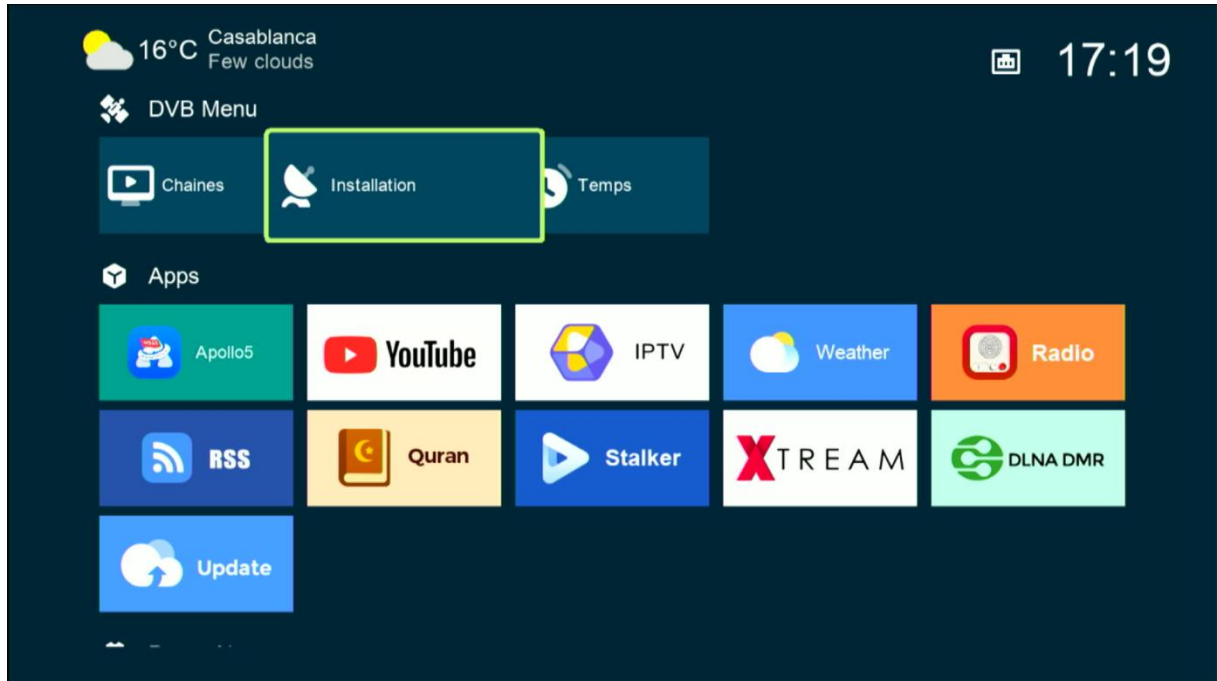 16°C Casablanca
Few clouds
17:19
DVB Menu
Chaines
Installation
Temps
Apps
Apollo5
YouTube
IPTV
Weather
Radio
RSS
Quran
Stalker
XTREAM
DLNA DMR
Update